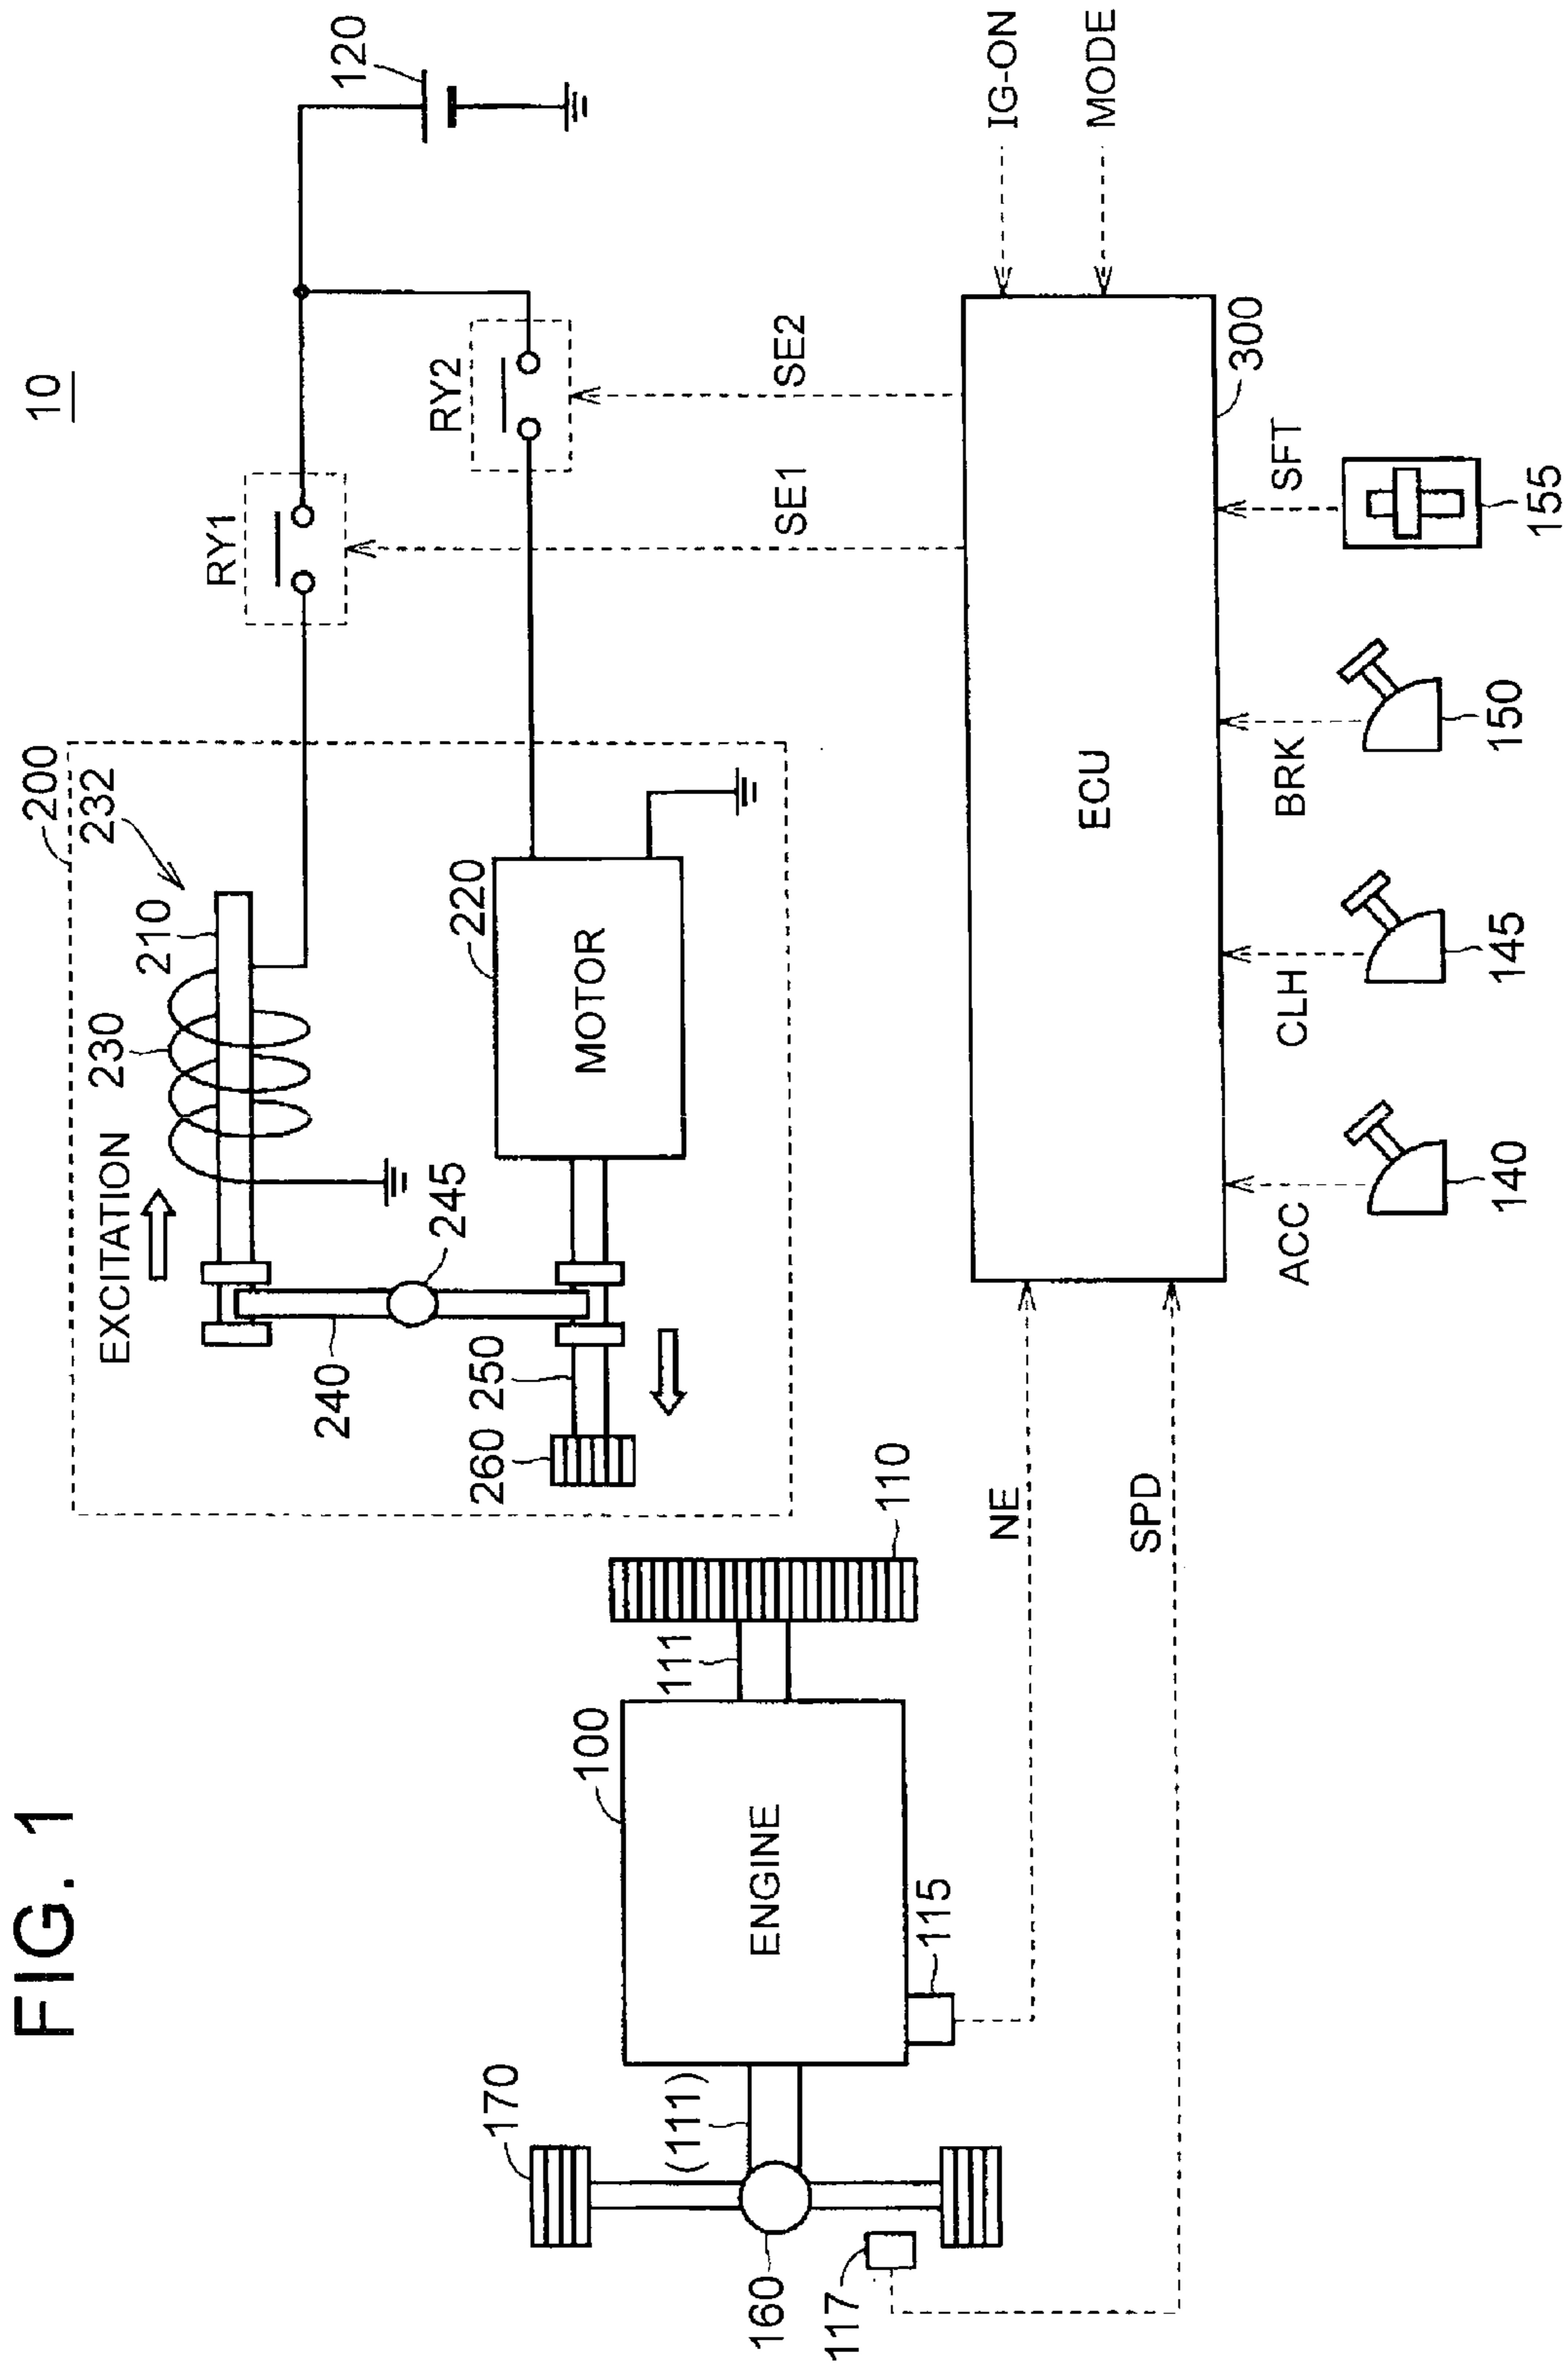 FIG. 1
10
200
232
EXCITATION
230
210
RY1
120
240
245
RY2
260
250
220
MOTOR
170
(111)
100
ENGINE
111
110
SE1
SE2
160
117
115
NE
SPD
ECU
IG-ON
MODE
300
ACC
CLH
BRK
SFT
140
145
150
155